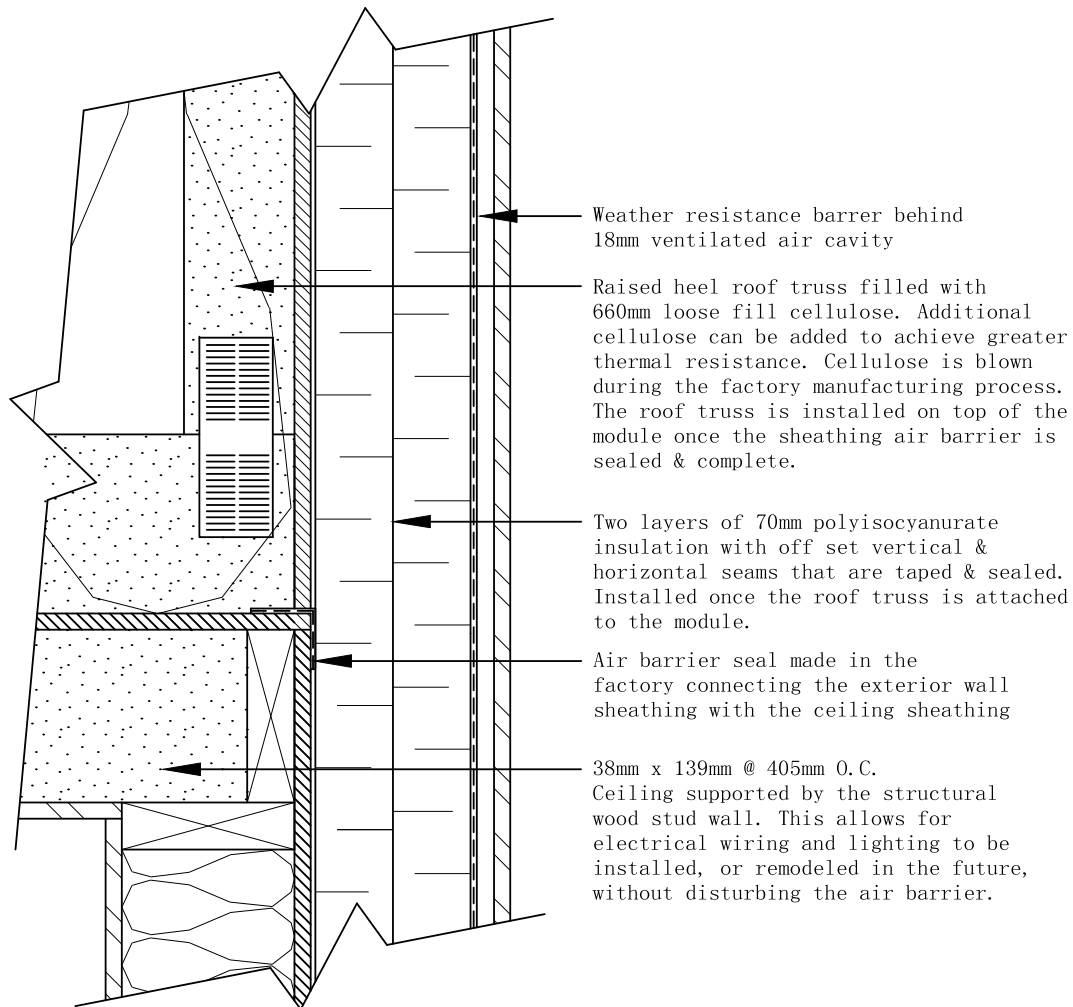 Weather resistance barrer behind
18mm ventilated air cavity
Raised heel roof truss filled with
660mm loose fill cellulose. Additional
cellulose can be added to achieve greater
thermal resistance. Cellulose is blown
during the factory manufacturing process.
The roof truss is installed on top of the
module once the sheathing air barrier is
sealed & complete.
Two layers of 70mm polyisocyanurate
insulation with off set vertical &
horizontal seams that are taped & sealed.
Installed once the roof truss is attached
to the module.
Air barrier seal made in the
factory connecting the exterior wall
sheathing with the ceiling sheathing
38mm x 139mm @ 405mm O.C.
Ceiling supported by the structural
wood stud wall. This allows for
electrical wiring and lighting to be
installed, or remodeled in the future,
without disturbing the air barrier.